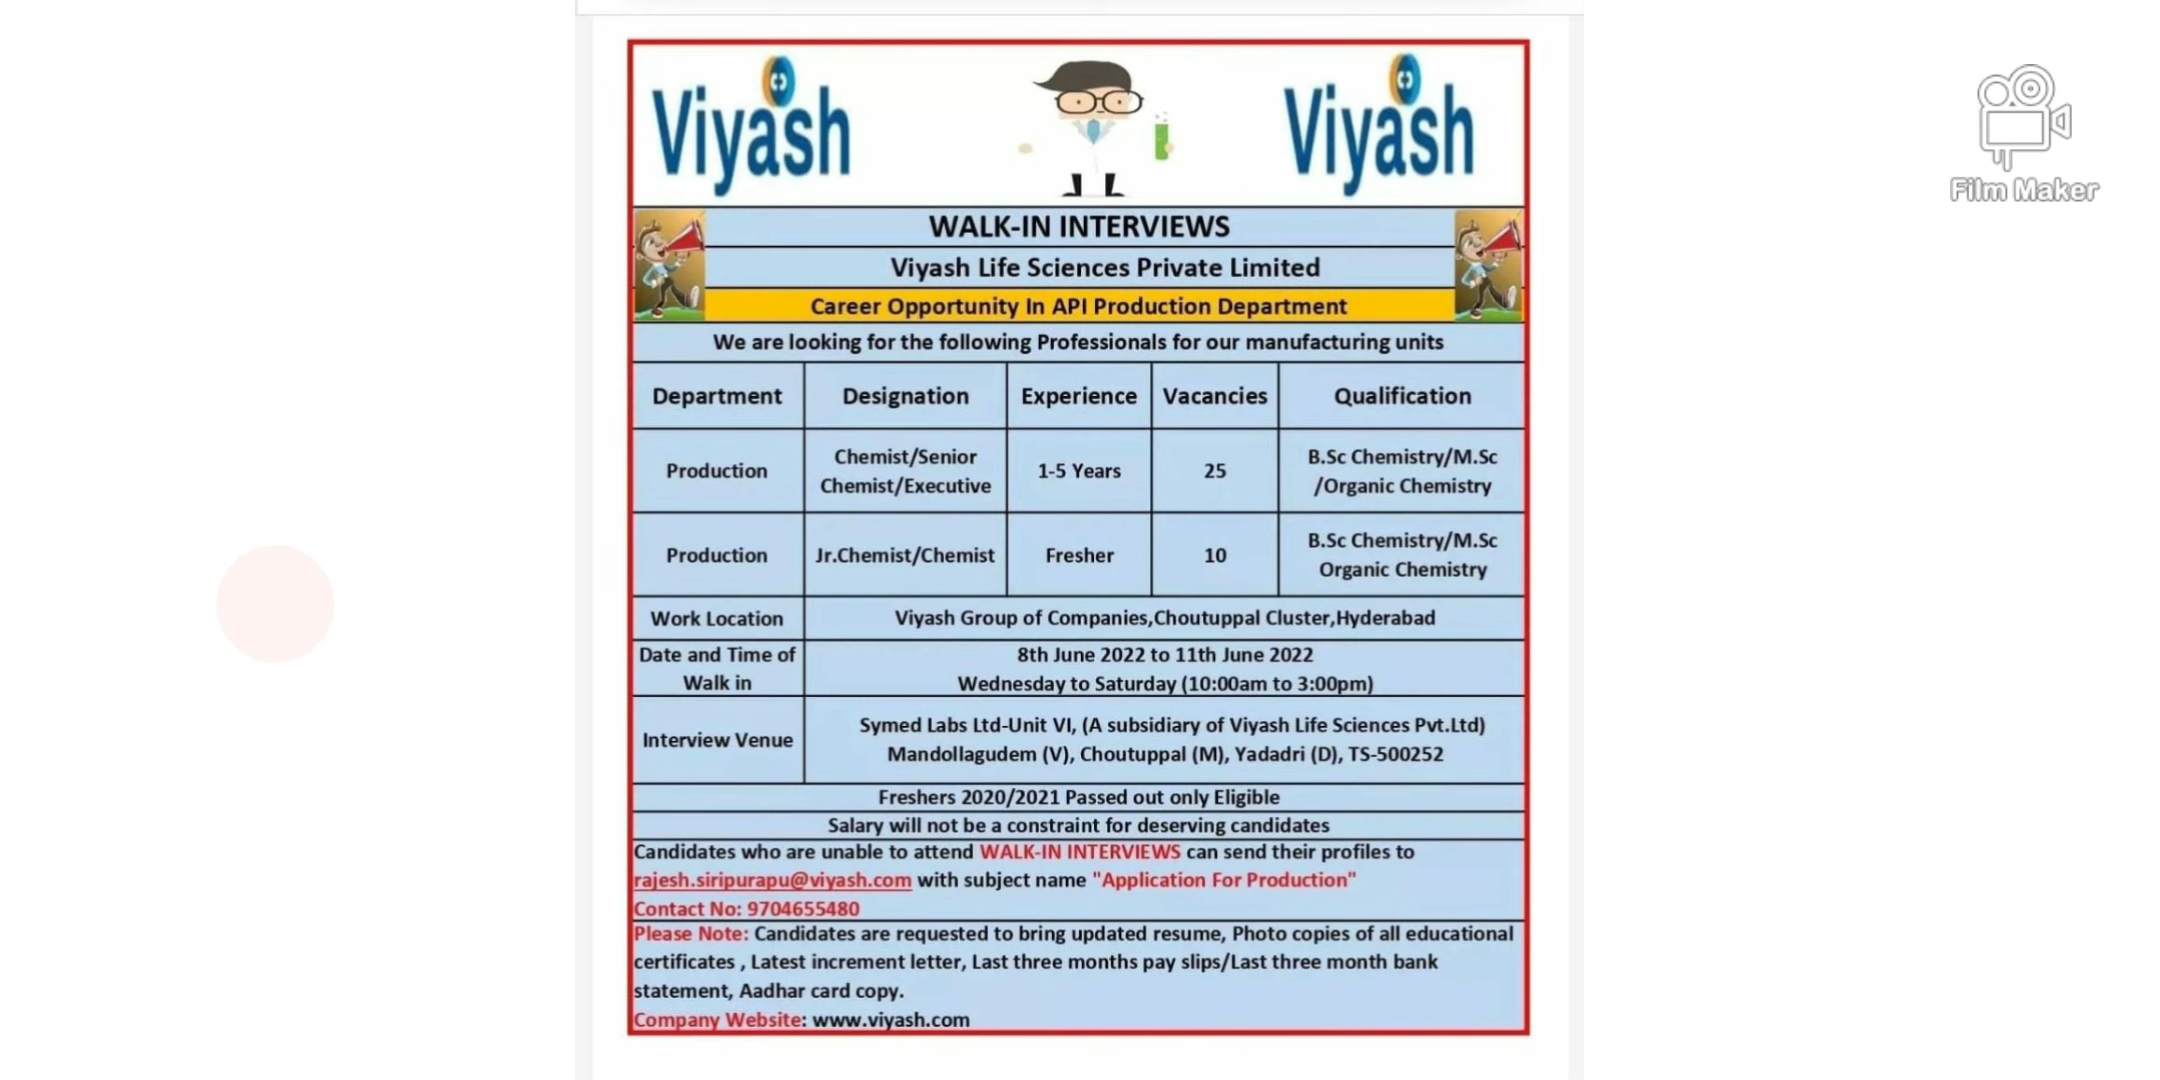 Viyash
Viyash
Film Maker
WALK-IN INTERVIEWS
Viyash Life Sciences Private Limited
Career Opportunity In API Production Department
We are looking for the following Professionals for our manufacturing units
Department Designation Experience Vacancies Qualification
Production Chemist/Senior Chemist/Executive 1-5 Years 25 B.Sc Chemistry/M.Sc /Organic Chemistry
Production Jr.Chemist/Chemist Fresher 10 B.Sc Chemistry/M.Sc Organic Chemistry
Work Location Viyash Group of Companies,Choutuppal Cluster,Hyderabad
Date and Time of Walk in
8th June 2022 to 11th June 2022
Wednesday to Saturday (10:00am to 3:00pm)
Interview Venue
Symed Labs Ltd-Unit VI, (A subsidiary of Viyash Life Sciences Pvt.Ltd)
Mandollagudem (V), Choutuppal (M), Yadadri (D), TS-500252
Freshers 2020/2021 Passed out only Eligible
Salary will not be a constraint for deserving candidates
Candidates who are unable to attend WALK-IN INTERVIEWS can send their profiles to
rajesh.siripurapu@viyash.com with subject name "Application For Production"
Contact No: 9704655480
Please Note: Candidates are requested to bring updated resume, Photo copies of all educational
certificates , Latest increment letter, Last three months pay slips/Last three month bank
statement, Aadhar card copy.
Company Website: www.viyash.com